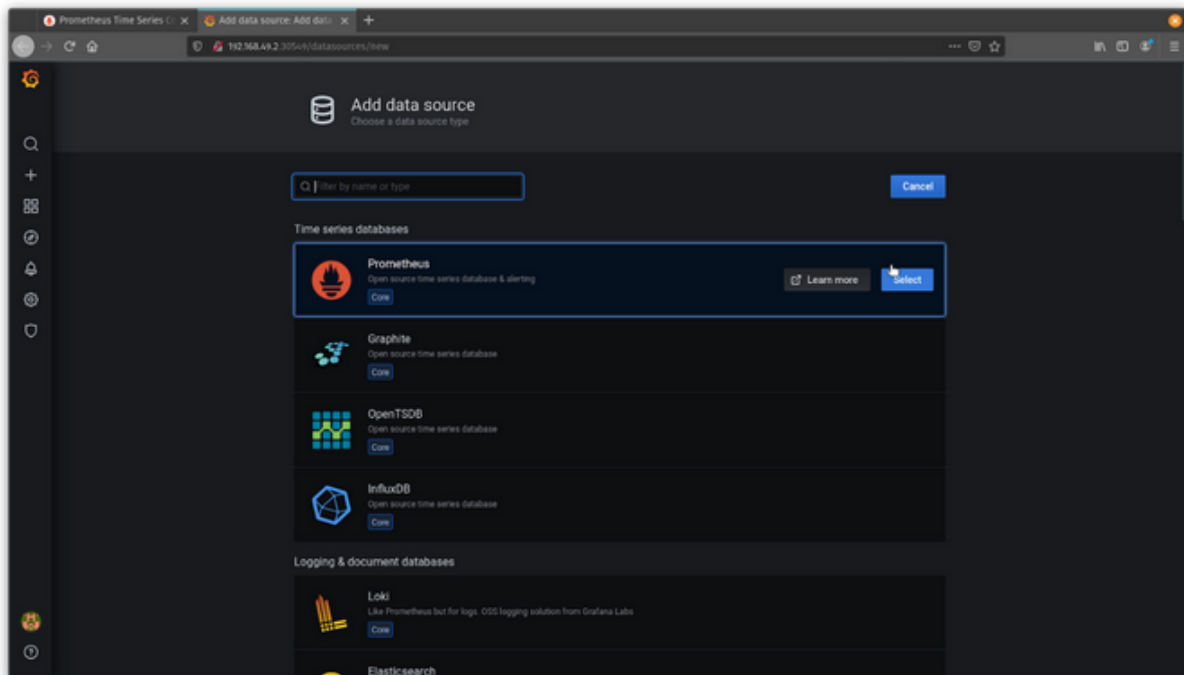 Prometheus Time Series C
Add data source: Add data
192.168.49.2:30549/datasources/new
Add data source
Choose a data source type
Filter by name or type
Cancel
Time series databases
Prometheus
Open source time series database & alerting
Core
Learn more
Select
Graphite
Open source time series database
Core
OpenTSDB
Open source time series database
Core
InfluxDB
Open source time series database
Core
Logging & document databases
Loki
Like Prometheus but for logs. OSS logging solution from Grafana Labs
Core
Elasticsearch